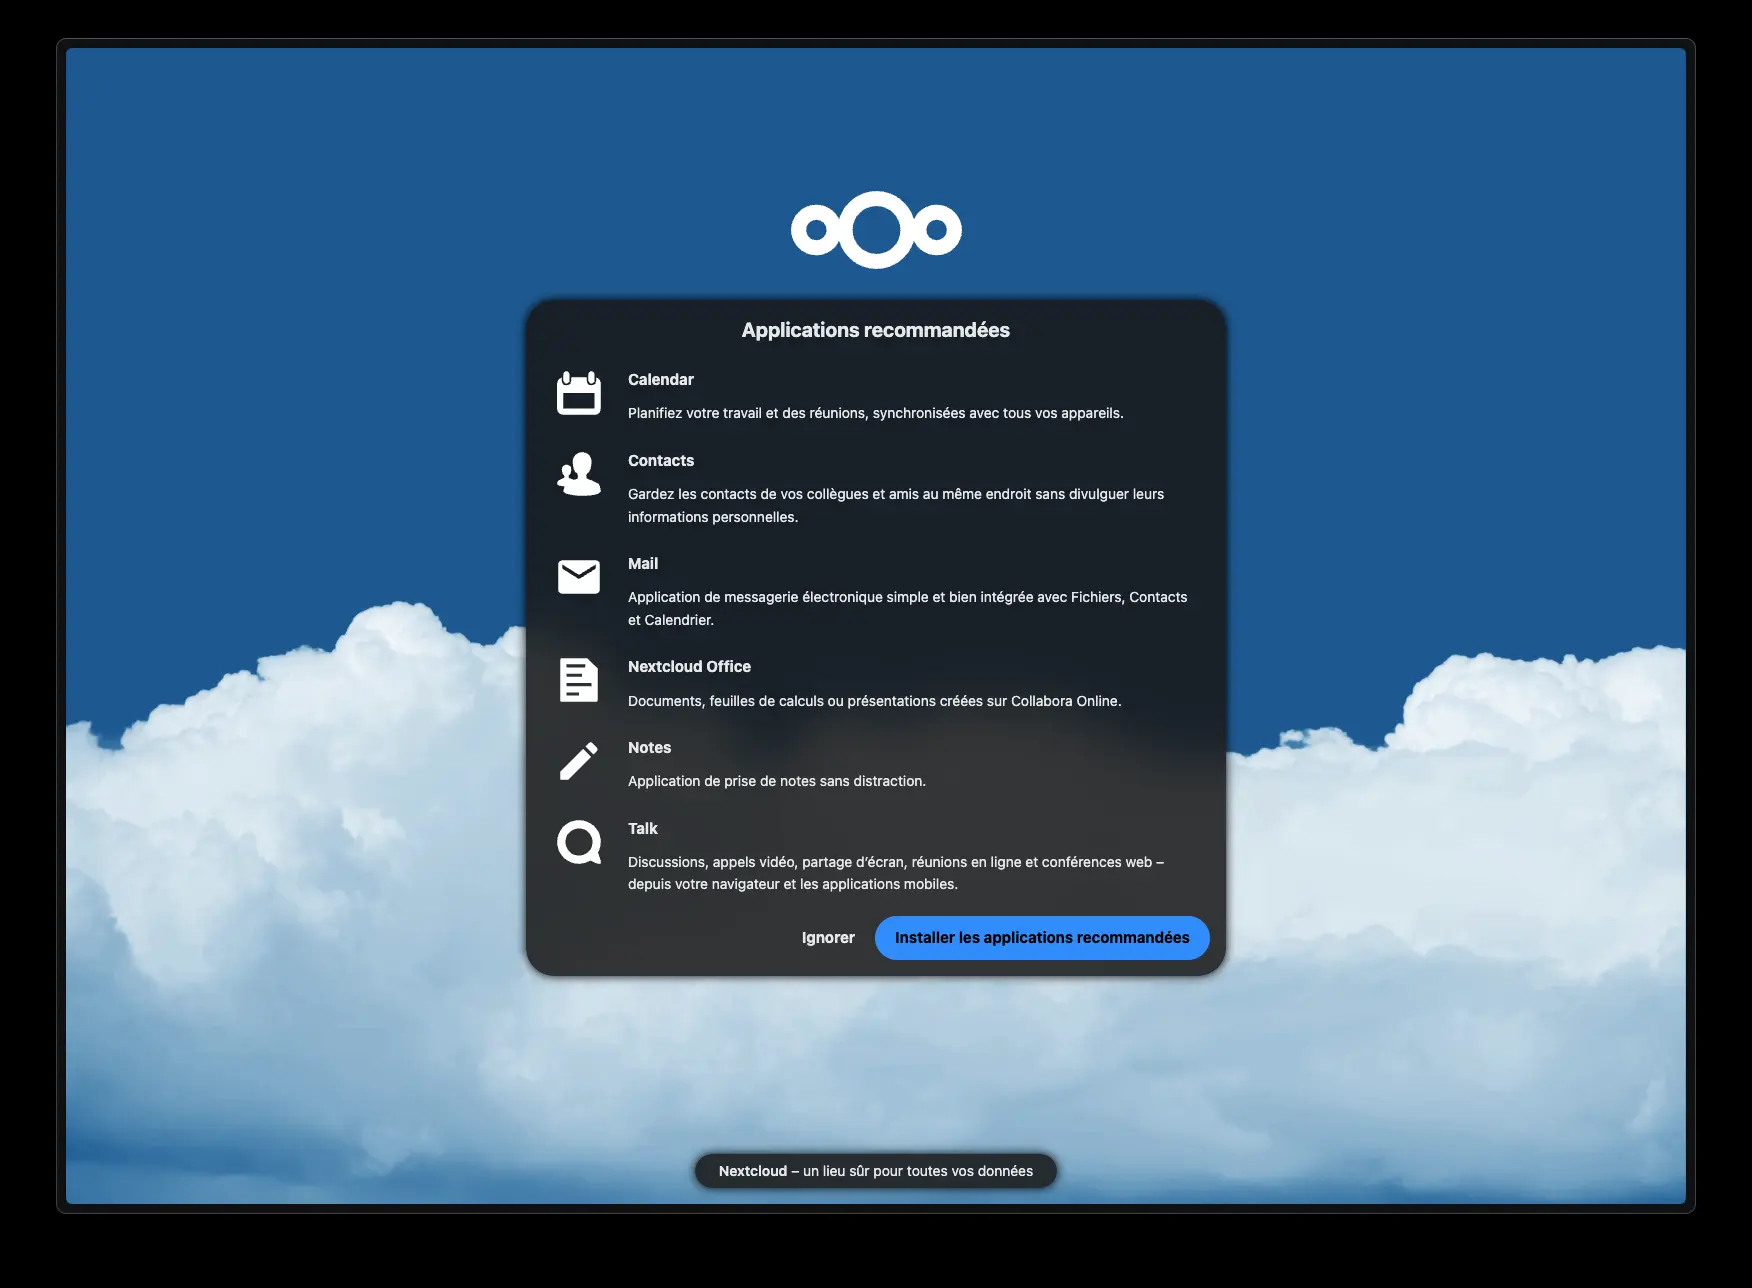 Applications recommandées
Calendar
Planifiez votre travail et des réunions, synchronisées avec tous vos appareils.
Contacts
Gardez les contacts de vos collègues et amis au même endroit sans divulguer leurs
informations personnelles.
Mail
Application de messagerie électronique simple et bien intégrée avec Fichiers, Contacts
et Calendrier.
Nextcloud Office
Documents, feuilles de calculs ou présentations créées sur Collabora Online.
Notes
Application de prise de notes sans distraction.
Talk
Discussions, appels vidéo, partage d’écran, réunions en ligne et conférences web –
depuis votre navigateur et les applications mobiles.
Ignorer Installer les applications recommandées
Nextcloud – un lieu sûr pour toutes vos données